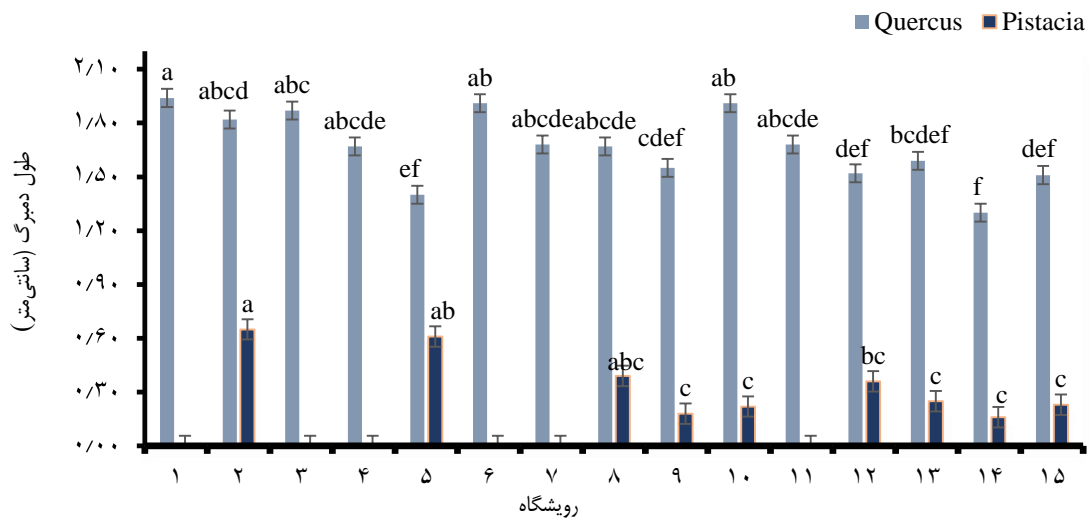 Quercus Pistacia
طول دمبرگ (سانتی‌متر)
۲٫۱۰
۱٫۸۰
۱٫۵۰
۱٫۲۰
۰٫۹۰
۰٫۶۰
۰٫۳۰
۰٫۰۰
a abcd abc abcde ef ab abcde abcde cdef ab abcde def bcdef f def
a ab abc c c bc c c c
۱ ۲ ۳ ۴ ۵ ۶ ۷ ۸ ۹ ۱۰ ۱۱ ۱۲ ۱۳ ۱۴ ۱۵
رویشگاه